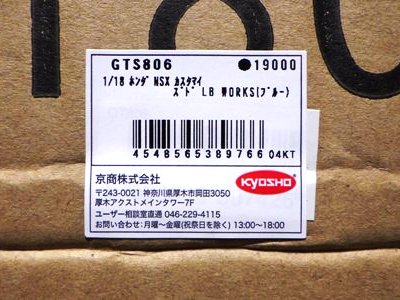 GTS806 ●19000
1/18 ﾎﾝﾀﾞ NSX ｶｽﾀﾏｲ
ｽﾞﾄﾞ LB WORKS(ﾌﾞﾙｰ)
4548565389766 04KT
京商株式会社
KYOSHO
〒243-0021 神奈川県厚木市岡田3050
厚木アクストメインタワー7F
ユーザー相談室直通 046-229-4115
お問い合わせ：月曜～金曜(祝祭日を除く) 13:00～18:00